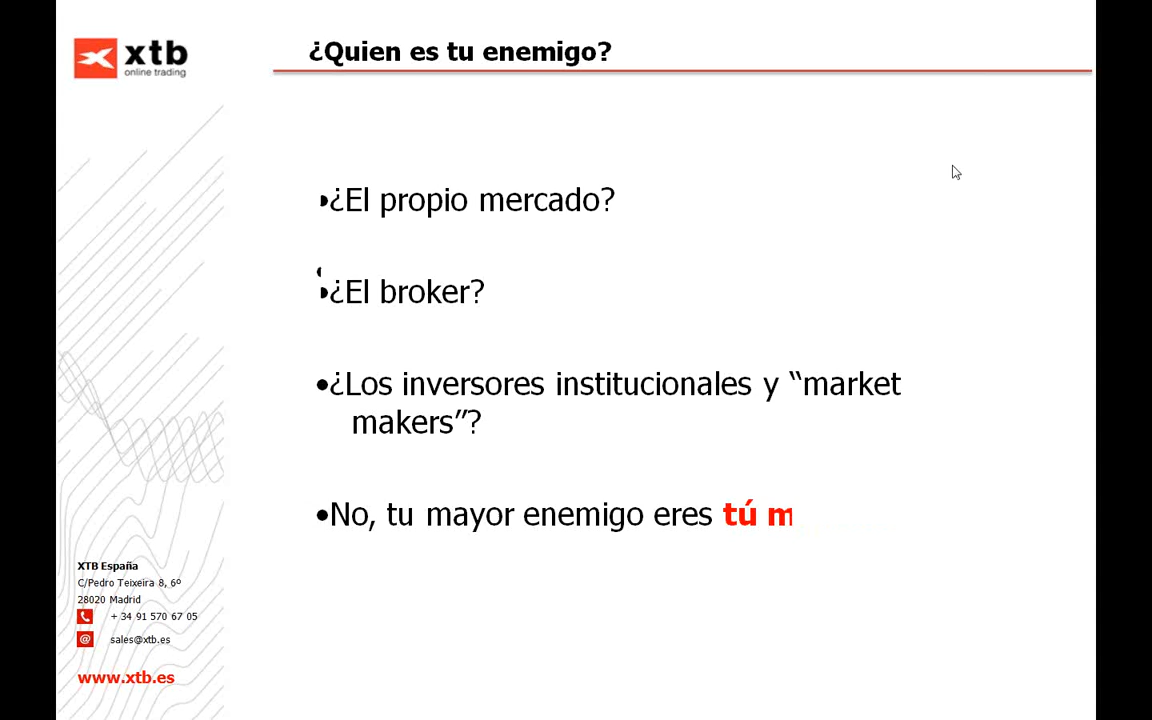 xtb
online trading
¿Quien es tu enemigo?
•¿El propio mercado?
•¿El broker?
•¿Los inversores institucionales y “market
makers”?
•No, tu mayor enemigo eres tú m
XTB España
C/Pedro Teixeira 8, 6º
28020 Madrid
+ 34 91 570 67 05
@ sales@xtb.es
www.xtb.es